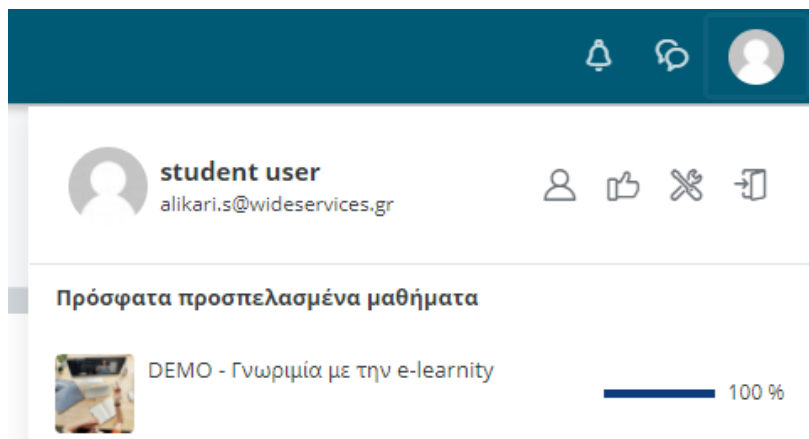 student user
alikari.s@wideservices.gr
Πρόσφατα προσπελασμένα μαθήματα
DEMO - Γνωριμία με την e-learnity
100 %